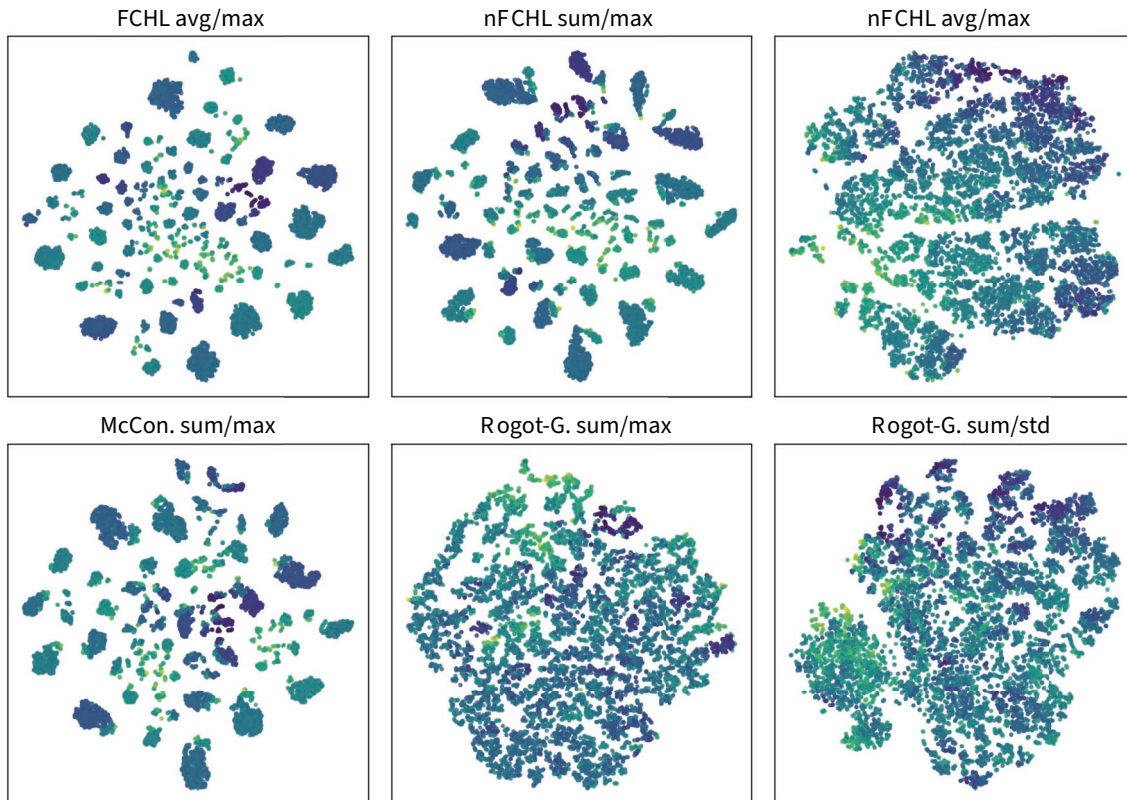 FCHL avg/max
nFCHL sum/max
nFCHL avg/max
McCon. sum/max
Rogot-G. sum/max
Rogot-G. sum/std